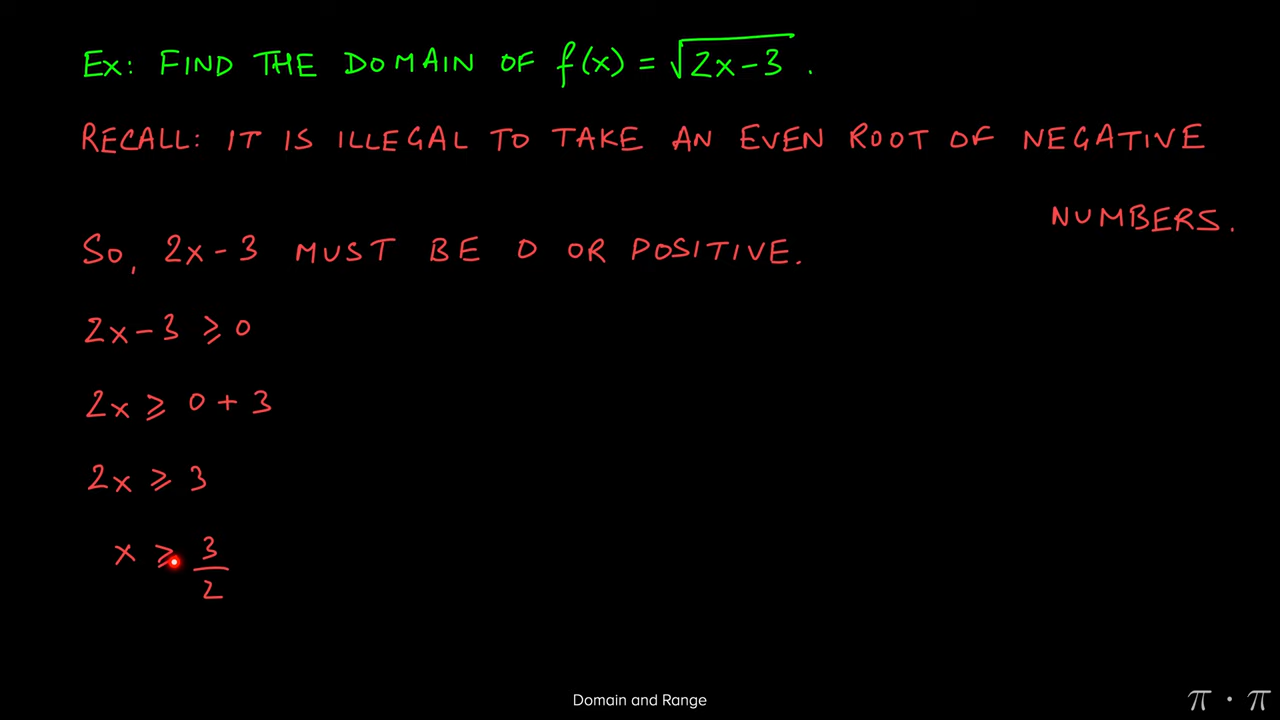 Ex: FIND THE DOMAIN OF f(x) = √2x-3 .
RECALL: IT IS ILLEGAL TO TAKE AN EVEN ROOT OF NEGATIVE
NUMBERS.
So, 2x-3 MUST BE 0 OR POSITIVE.
2x-3 ⩾ 0
2x ⩾ 0 + 3
2x ⩾ 3
x ⩾ 3/2
Domain and Range
π · π